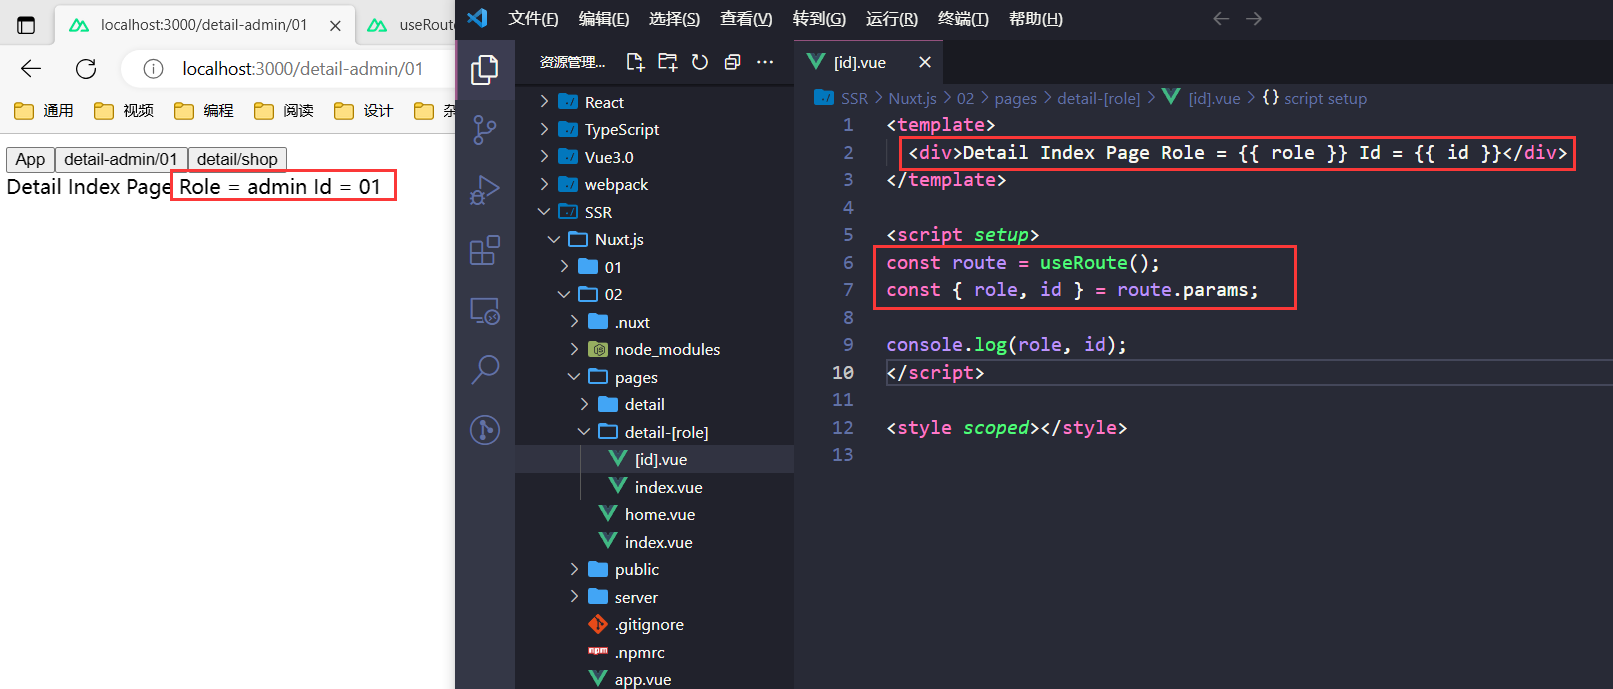 localhost:3000/detail-admin/01
useRout
localhost:3000/detail-admin/01
通用
视频
编程
阅读
设计
App
detail-admin/01
detail/shop
Detail Index Page Role = admin Id = 01
文件(F)
编辑(E)
选择(S)
查看(V)
转到(G)
运行(R)
终端(T)
帮助(H)
资源管理...
React
TypeScript
Vue3.0
webpack
SSR
Nuxt.js
01
02
.nuxt
node_modules
pages
detail
detail-[role]
[id].vue
index.vue
home.vue
index.vue
public
server
.gitignore
npm .npmrc
app.vue
[id].vue
SSR > Nuxt.js > 02 > pages > detail-[role] > [id].vue > {} script setup
1 <template>
2 <div>Detail Index Page Role = {{ role }} Id = {{ id }}</div>
3 </template>
4
5 <script setup>
6 const route = useRoute();
7 const { role, id } = route.params;
8
9 console.log(role, id);
10 </script>
11
12 <style scoped></style>
13